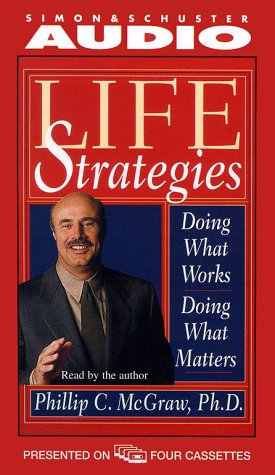 SIMON & SCHUSTER
AUDIO
LIFE
Strategies
Doing
What
Works
Doing
What
Matters
Read by the author
Phillip C. McGraw, Ph.D.
PRESENTED ON FOUR CASSETTES